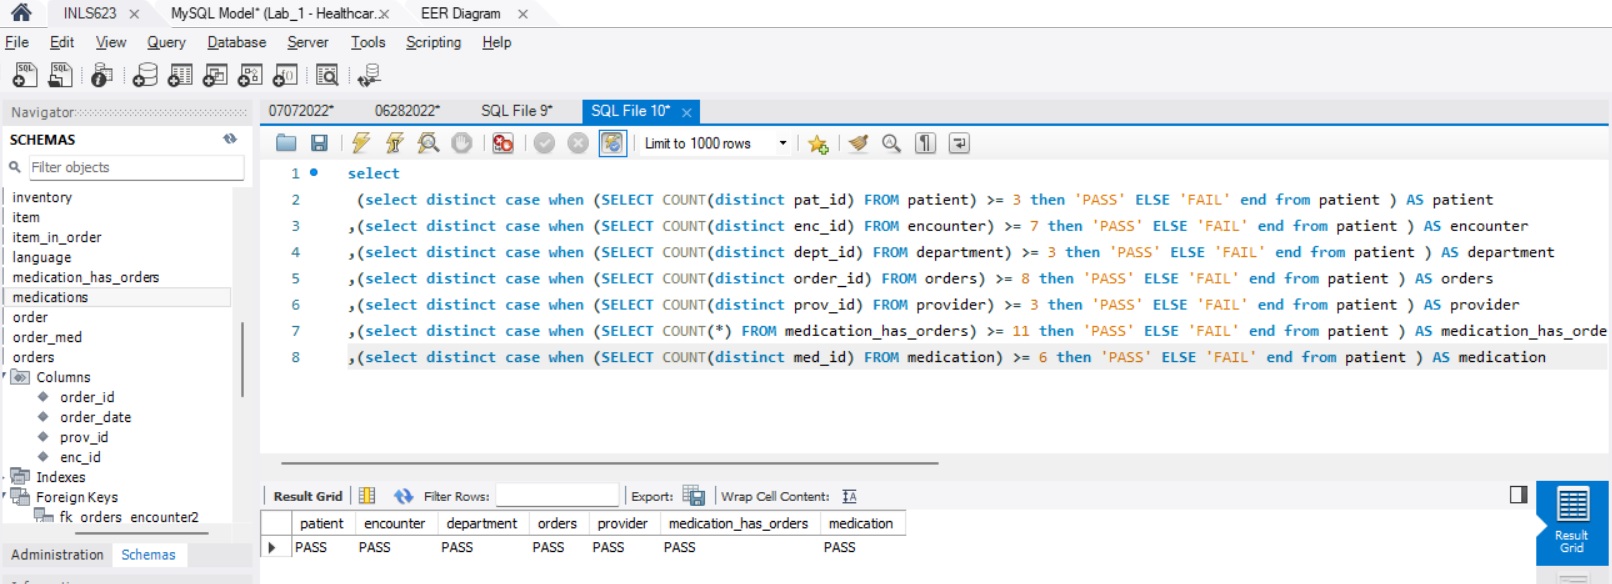 INLS623
MySQL Model* (Lab_1 - Healthcar.
EER Diagram
File Edit View Query Database Server Tools Scripting Help
Navigator
SCHEMAS
Filter objects
inventory
item
item_in_order
language
medication_has_orders
medications
order
order_med
orders
Columns
order_id
order_date
prov_id
enc_id
Indexes
Foreign Keys
fk_orders_encounter2
Administration Schemas
07072022* 06282022* SQL File 9* SQL File 10*
Limit to 1000 rows
1 select
2 (select distinct case when (SELECT COUNT(distinct pat_id) FROM patient) >= 3 then 'PASS' ELSE 'FAIL' end from patient ) AS patient
3 ,(select distinct case when (SELECT COUNT(distinct enc_id) FROM encounter) >= 7 then 'PASS' ELSE 'FAIL' end from patient ) AS encounter
4 ,(select distinct case when (SELECT COUNT(distinct dept_id) FROM department) >= 3 then 'PASS' ELSE 'FAIL' end from patient ) AS department
5 ,(select distinct case when (SELECT COUNT(distinct order_id) FROM orders) >= 8 then 'PASS' ELSE 'FAIL' end from patient ) AS orders
6 ,(select distinct case when (SELECT COUNT(distinct prov_id) FROM provider) >= 3 then 'PASS' ELSE 'FAIL' end from patient ) AS provider
7 ,(select distinct case when (SELECT COUNT(*) FROM medication_has_orders) >= 11 then 'PASS' ELSE 'FAIL' end from patient ) AS medication_has_orde
8 ,(select distinct case when (SELECT COUNT(distinct med_id) FROM medication) >= 6 then 'PASS' ELSE 'FAIL' end from patient ) AS medication
Result Grid Filter Rows: Export: Wrap Cell Content:
patient encounter department orders provider medication_has_orders medication
PASS PASS PASS PASS PASS PASS PASS
Result
Grid